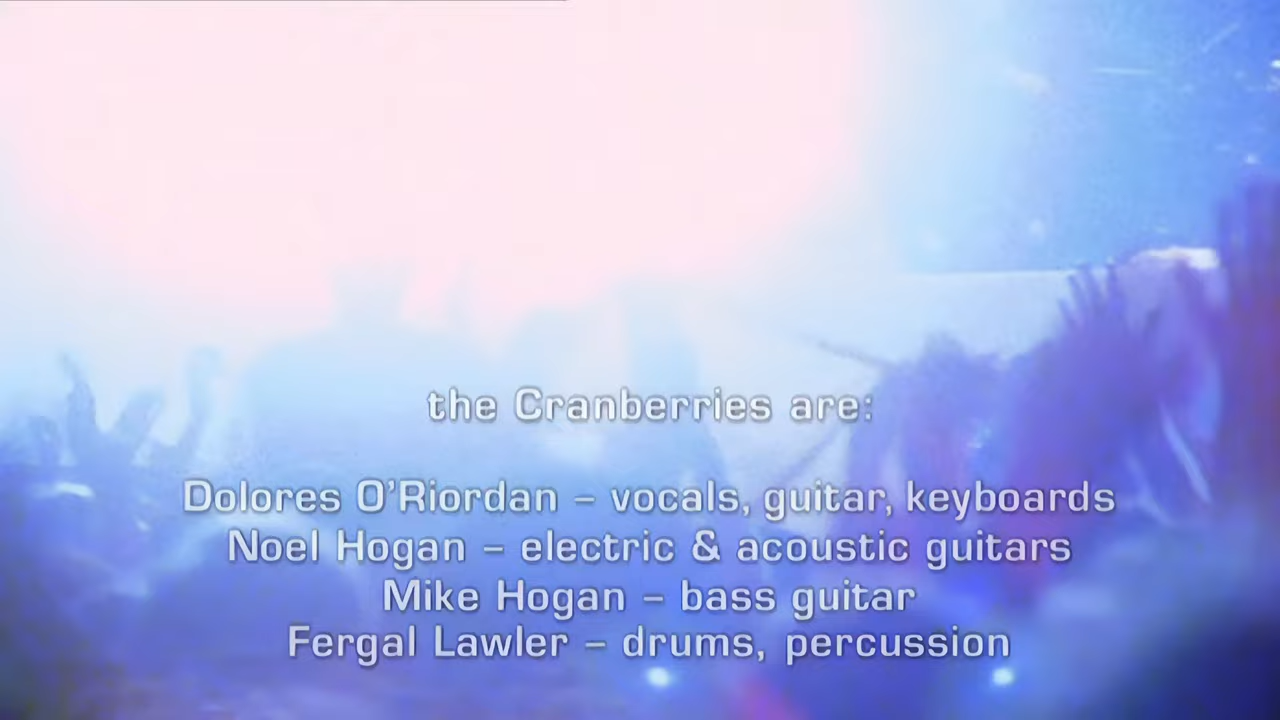 the Cranberries are:
Dolores O'Riordan – vocals, guitar, keyboards
Noel Hogan – electric & acoustic guitars
Mike Hogan – bass guitar
Fergal Lawler – drums, percussion